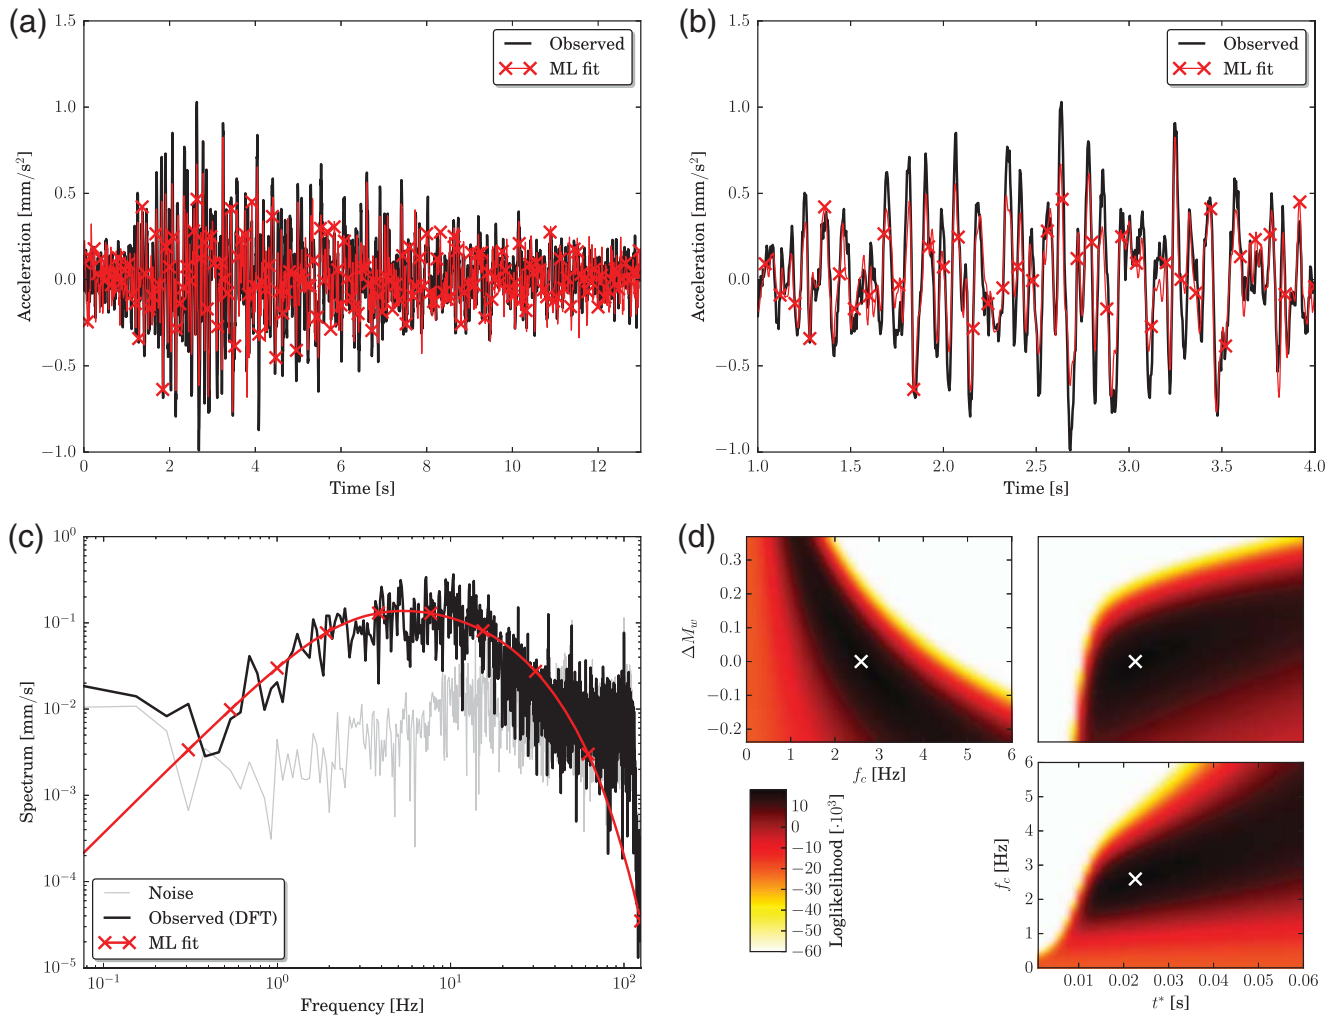 (a)
1.5
1.0
0.5
0.0
−0.5
−1.0
Acceleration [mm/s²]
Observed
ML fit
0 2 4 6 8 10 12
Time [s]
(b)
1.5
1.0
0.5
0.0
−0.5
−1.0
Acceleration [mm/s²]
Observed
ML fit
1.0 1.5 2.0 2.5 3.0 3.5 4.0
Time [s]
(c)
10⁰
10⁻¹
10⁻²
10⁻³
10⁻⁴
10⁻⁵
Spectrum [mm/s]
Noise
Observed (DFT)
ML fit
10⁻¹ 10⁰ 10¹ 10²
Frequency [Hz]
(d)
0.3
0.2
0.1
0.0
−0.1
−0.2
ΔM_w
0 1 2 3 4 5 6
f_c [Hz]
10
0
−10
−20
−30
−40
−50
−60
Loglikelihood [·10³]
6
5
4
3
2
1
0
f_c [Hz]
0.01 0.02 0.03 0.04 0.05 0.06
t* [s]